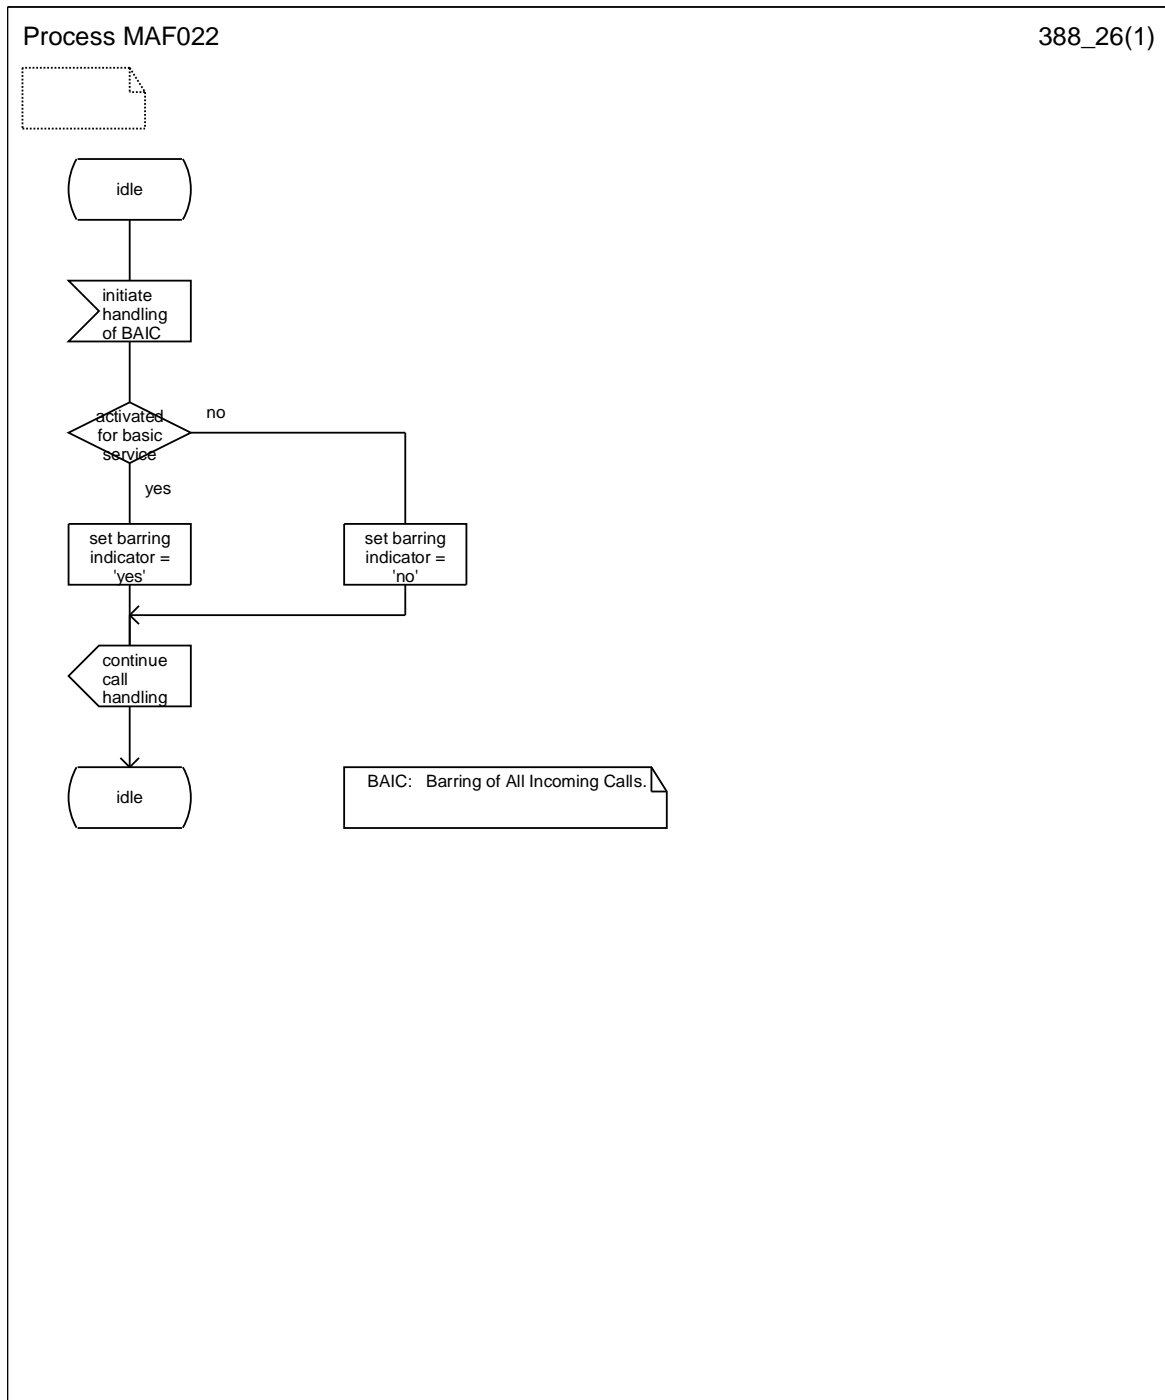 Process MAF022
388_26(1)
idle
initiate
handling
of BAIC
activated
for basic
service
no
yes
set barring
indicator =
'yes'
set barring
indicator =
'no'
continue
call
handling
idle
BAIC:   Barring of All Incoming Calls.